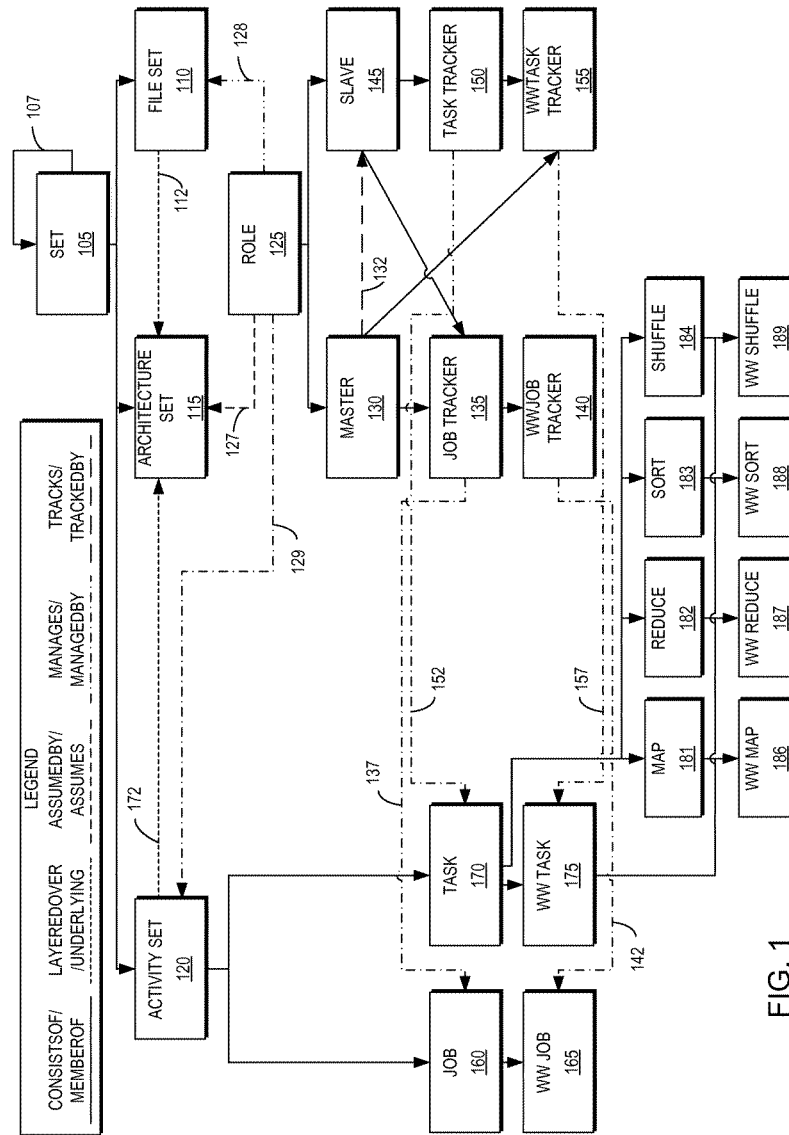 LEGEND
CONSISTSOF/
MEMBEROF
LAYEREDOVER
/UNDERLYING
ASSUMEDBY/
ASSUMES
MANAGES/
MANAGEDBY
TRACKS/
TRACKEDBY
SET
105
107
ACTIVITY SET
120
172
ARCHITECTURE
SET
115
112
FILE SET
110
129
127
ROLE
125
128
MASTER
130
132
SLAVE
145
137
152
JOB
160
TASK
170
JOB TRACKER
135
TASK TRACKER
150
WW JOB
165
WW TASK
175
WWJOB
TRACKER
140
WWTASK
TRACKER
155
142
157
MAP
181
REDUCE
182
SORT
183
SHUFFLE
184
WW MAP
186
WW REDUCE
187
WW SORT
188
WW SHUFFLE
189
FIG. 1